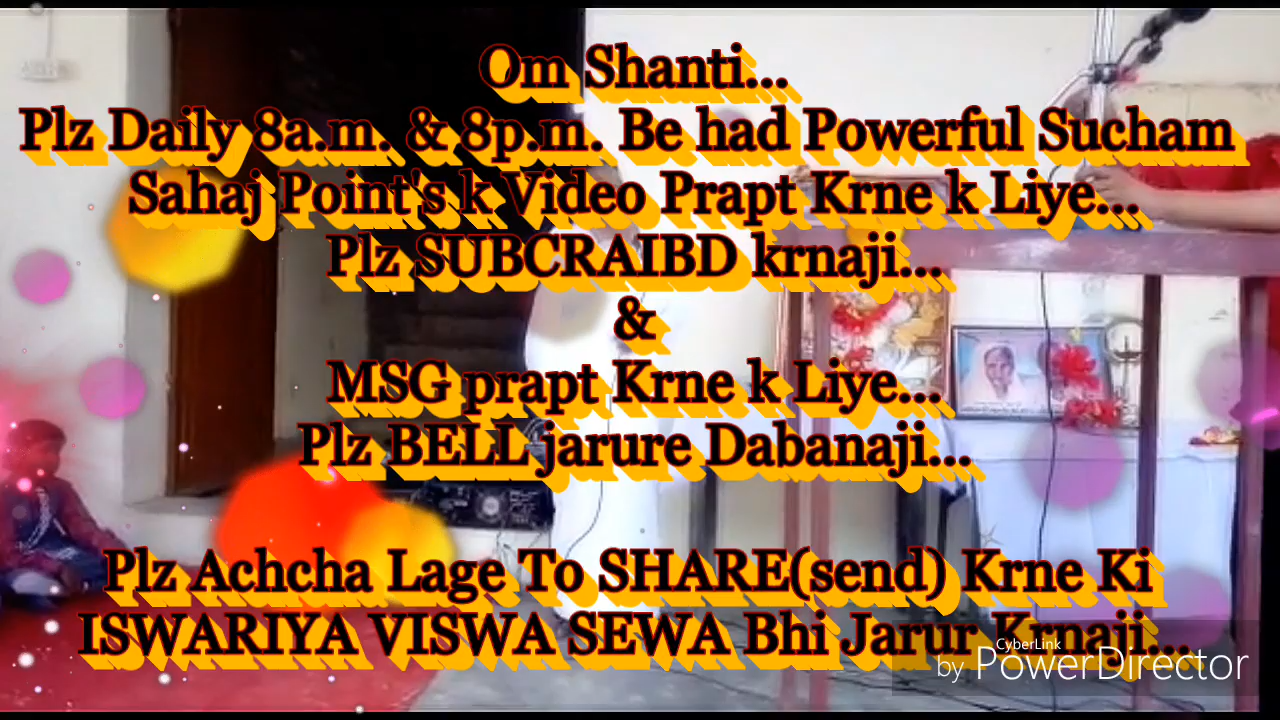 Om Shanti...
Plz Daily 8a.m. & 8p.m. Be had Powerful Sucham
Sahaj Point's k Video Prapt Krne k Liye...
Plz SUBCRAIBD krnaji...
&
MSG prapt Krne k Liye...
Plz BELL jarure Dabanaji...
Plz Achcha Lage To SHARE(send) Krne Ki
ISWARIYA VISWA SEWA Bhi Jarur Krnaji...
CyberLink
by PowerDirector